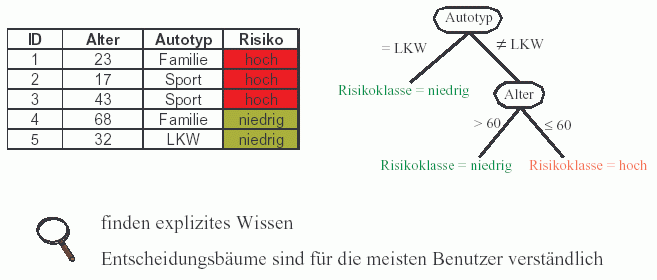 ID Alter Autotyp Risiko
1 23 Familie hoch
2 17 Sport hoch
3 43 Sport hoch
4 68 Familie niedrig
5 32 LKW niedrig
Autotyp
= LKW ≠ LKW
Risikoklasse = niedrig
Alter
> 60 ≤ 60
Risikoklasse = niedrig Risikoklasse = hoch
finden explizites Wissen
Entscheidungsbäume sind für die meisten Benutzer verständlich